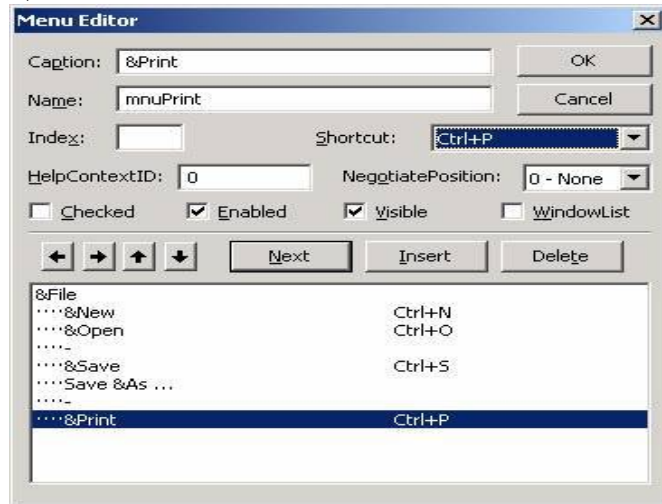 Menu Editor
Caption: &Print OK
Name: mnuPrint Cancel
Index: Shortcut: Ctrl+P
HelpContextID: 0 NegotiatePosition: 0 - None
Checked Enabled Visible WindowList
Next Insert Delete
&File
····&New Ctrl+N
····&Open Ctrl+O
····-
····&Save Ctrl+S
····Save &As ...
····-
····&Print Ctrl+P